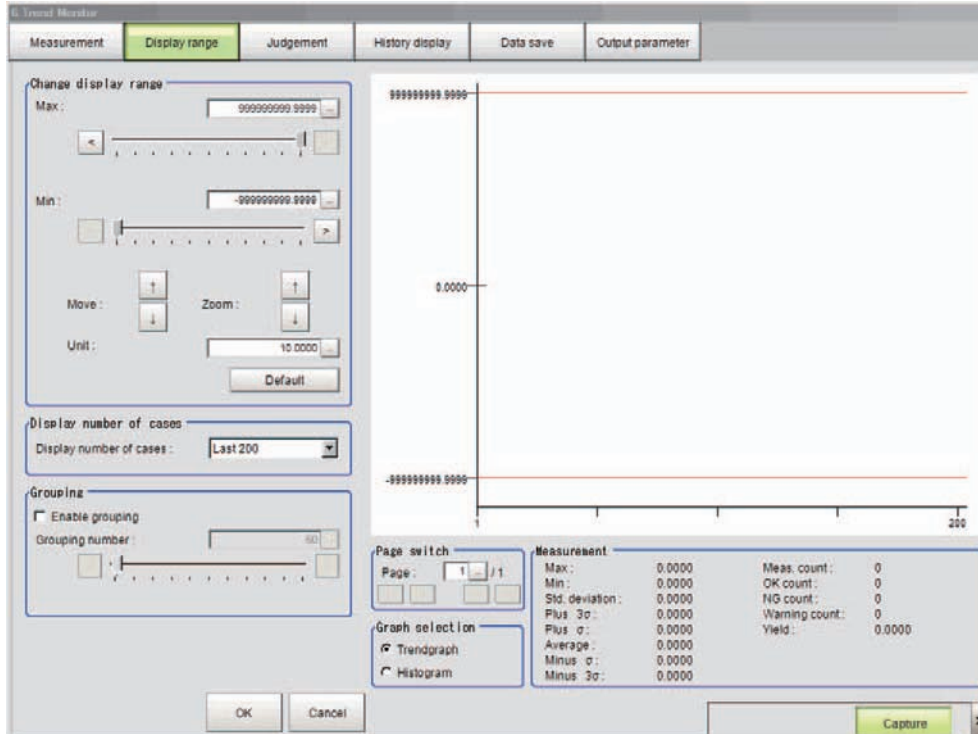 6. Trend Monitor
Measurement Display range Judgement History display Data save Output parameter
Change display range
Max : 999999999.9999 ...
<
Min : -999999999.9999 ...
>
Move : ↑ ↓ Zoom : ↑ ↓
Unit : 10.0000 ...
Default
Display number of cases
Display number of cases : Last 200
Grouping
Enable grouping
Grouping number : 50
OK Cancel
999999999.9999
0.0000
-999999999.9999
1 200
Page switch
Page : 1 ... / 1
Graph selection
Trendgraph
Histogram
Measurement
Max : 0.0000 Meas. count : 0
Min : 0.0000 OK count : 0
Std. deviation : 0.0000 NG count : 0
Plus 3σ : 0.0000 Warning count : 0
Plus σ : 0.0000 Yield : 0.0000
Average : 0.0000
Minus σ : 0.0000
Minus 3σ : 0.0000
Capture